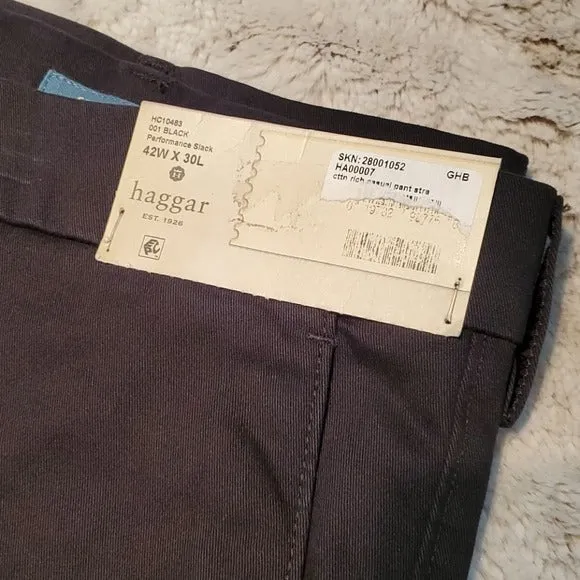 HC10483
001 BLACK
Performance Slack
42W X 30L
H
haggar
EST. 1926
SKN: 28001052
GHB
HA00007
cttn rich casual pant stra